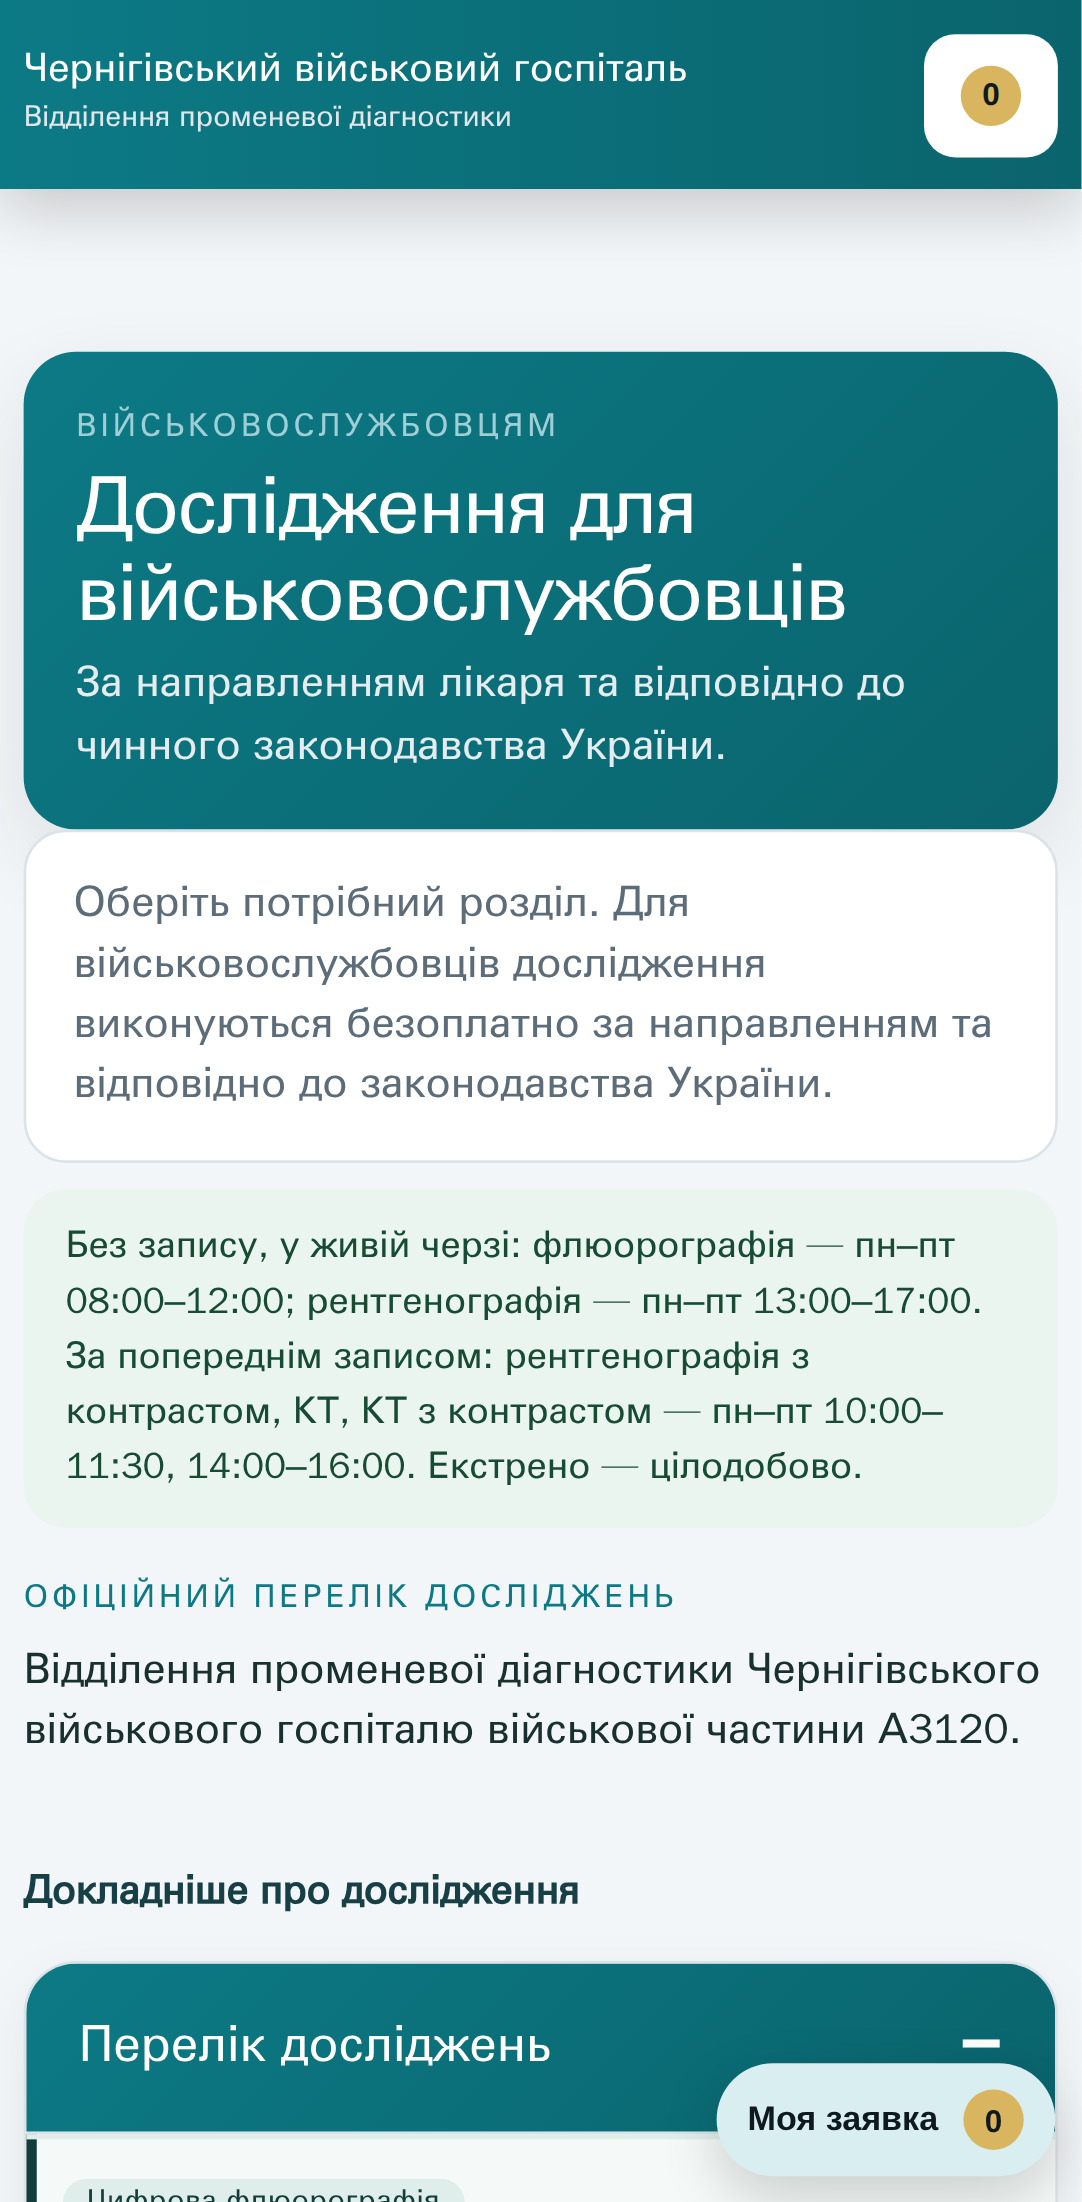 Чернігівський військовий госпіталь
Відділення променевої діагностики
0
ВІЙСЬКОВОСЛУЖБОВЦЯМ
Дослідження для
військовослужбовців
За направленням лікаря та відповідно до
чинного законодавства України.
Оберіть потрібний розділ. Для
військовослужбовців дослідження
виконуються безоплатно за направленням та
відповідно до законодавства України.
Без запису, у живій черзі: флюорографія — пн–пт
08:00–12:00; рентгенографія — пн–пт 13:00–17:00.
За попереднім записом: рентгенографія з
контрастом, КТ, КТ з контрастом — пн–пт 10:00–
11:30, 14:00–16:00. Екстрено — цілодобово.
ОФІЦІЙНИЙ ПЕРЕЛІК ДОСЛІДЖЕНЬ
Відділення променевої діагностики Чернігівського
військового госпіталю військової частини А3120.
Докладніше про дослідження
Перелік досліджень
Моя заявка 0
Цифрова флюорографія